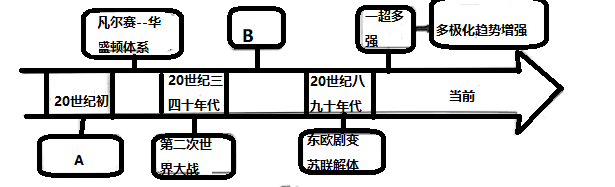 凡尔赛--华
盛顿体系
B
一超多
强
多极化趋势增强
20世纪初
20世纪三
四十年代
20世纪八
九十年代
当前
A
第二次世
界大战
东欧剧变
苏联解体